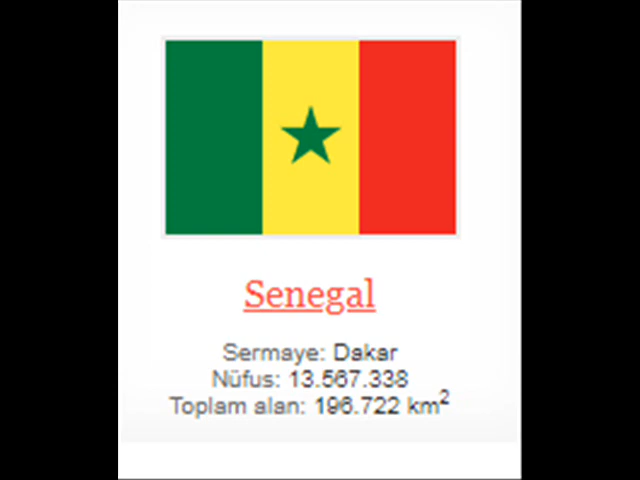 Senegal
Sermaye: Dakar
Nüfus: 13.567.338
Toplam alan: 196.722 km²